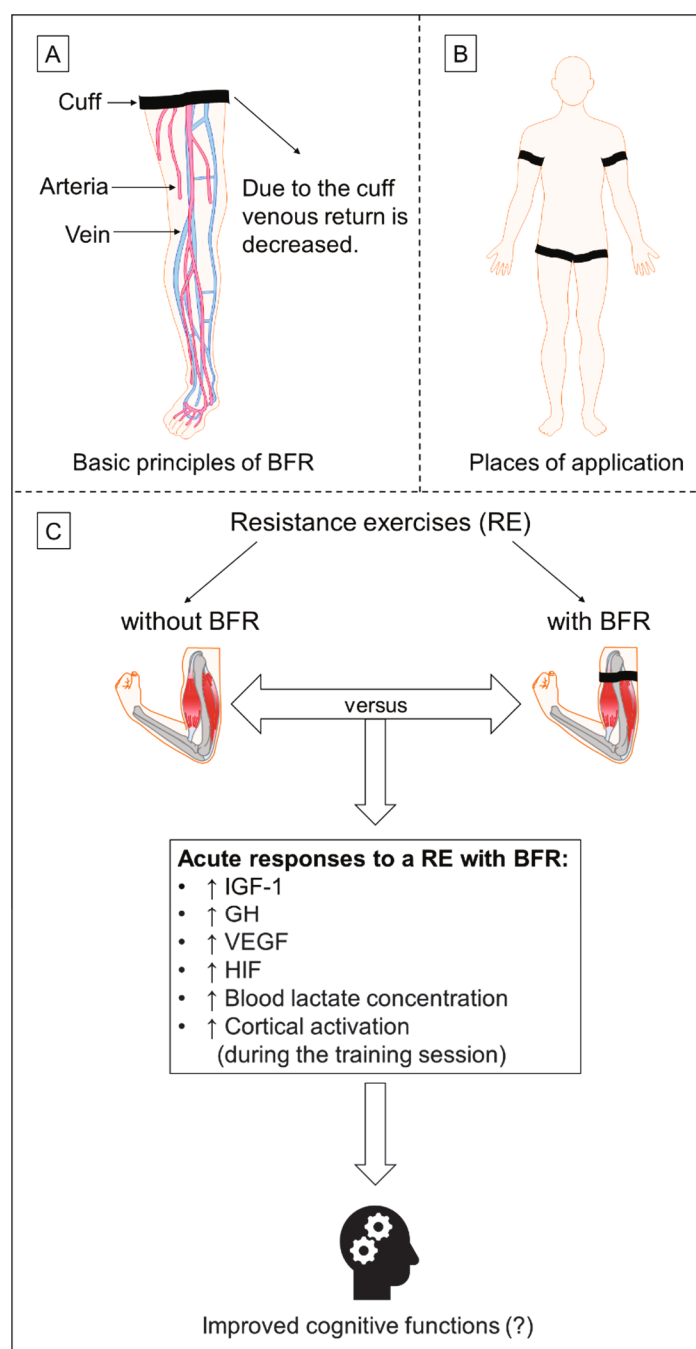 A
Cuff
Arteria
Vein
Due to the cuff
venous return is
decreased.
Basic principles of BFR
B
Places of application
C
Resistance exercises (RE)
without BFR
with BFR
versus
Acute responses to a RE with BFR:
• ↑ IGF-1
• ↑ GH
• ↑ VEGF
• ↑ HIF
• ↑ Blood lactate concentration
• ↑ Cortical activation
(during the training session)
Improved cognitive functions (?)